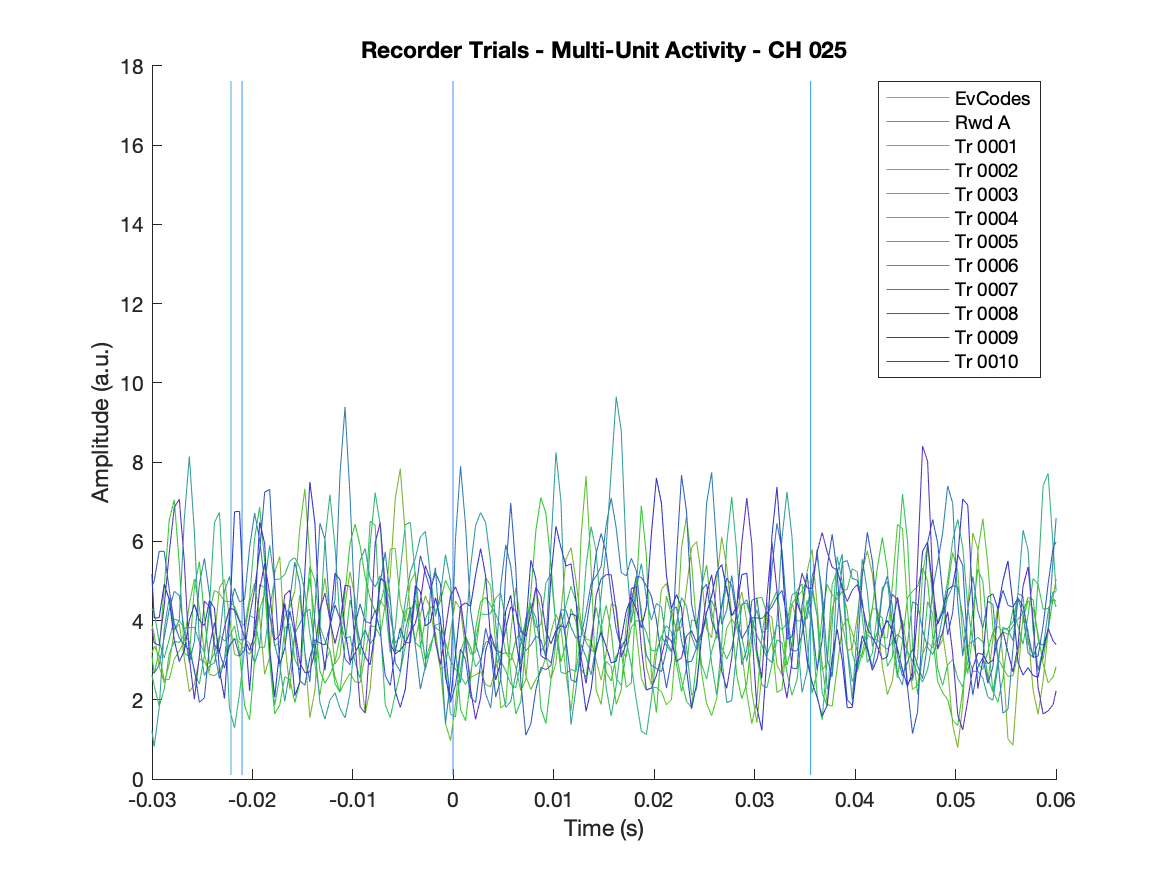 Recorder Trials - Multi-Unit Activity - CH 025
18
16
14
12
10
8
6
4
2
0
Amplitude (a.u.)
-0.03 -0.02 -0.01 0 0.01 0.02 0.03 0.04 0.05 0.06
Time (s)
EvCodes
Rwd A
Tr 0001
Tr 0002
Tr 0003
Tr 0004
Tr 0005
Tr 0006
Tr 0007
Tr 0008
Tr 0009
Tr 0010